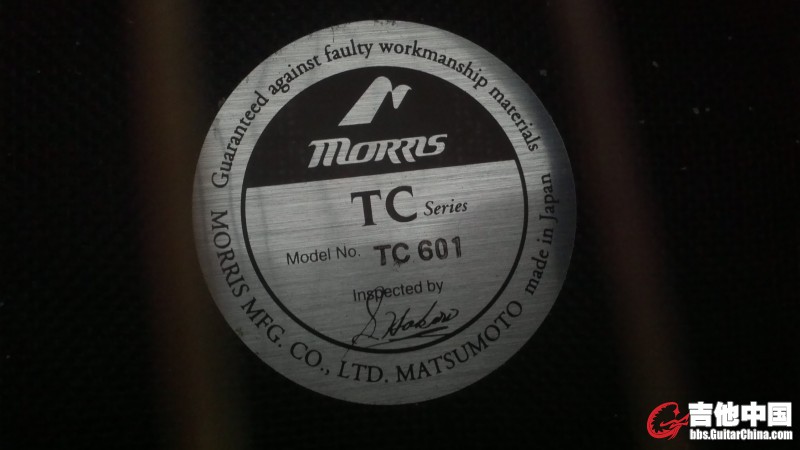 Guaranteed against faulty workmanship materials
MORRIS
TC Series
Model No. TC 601
Inspected by
MORRIS MFG. CO., LTD. MATSUMOTO made in Japan
吉他中国
bbs.GuitarChina.com